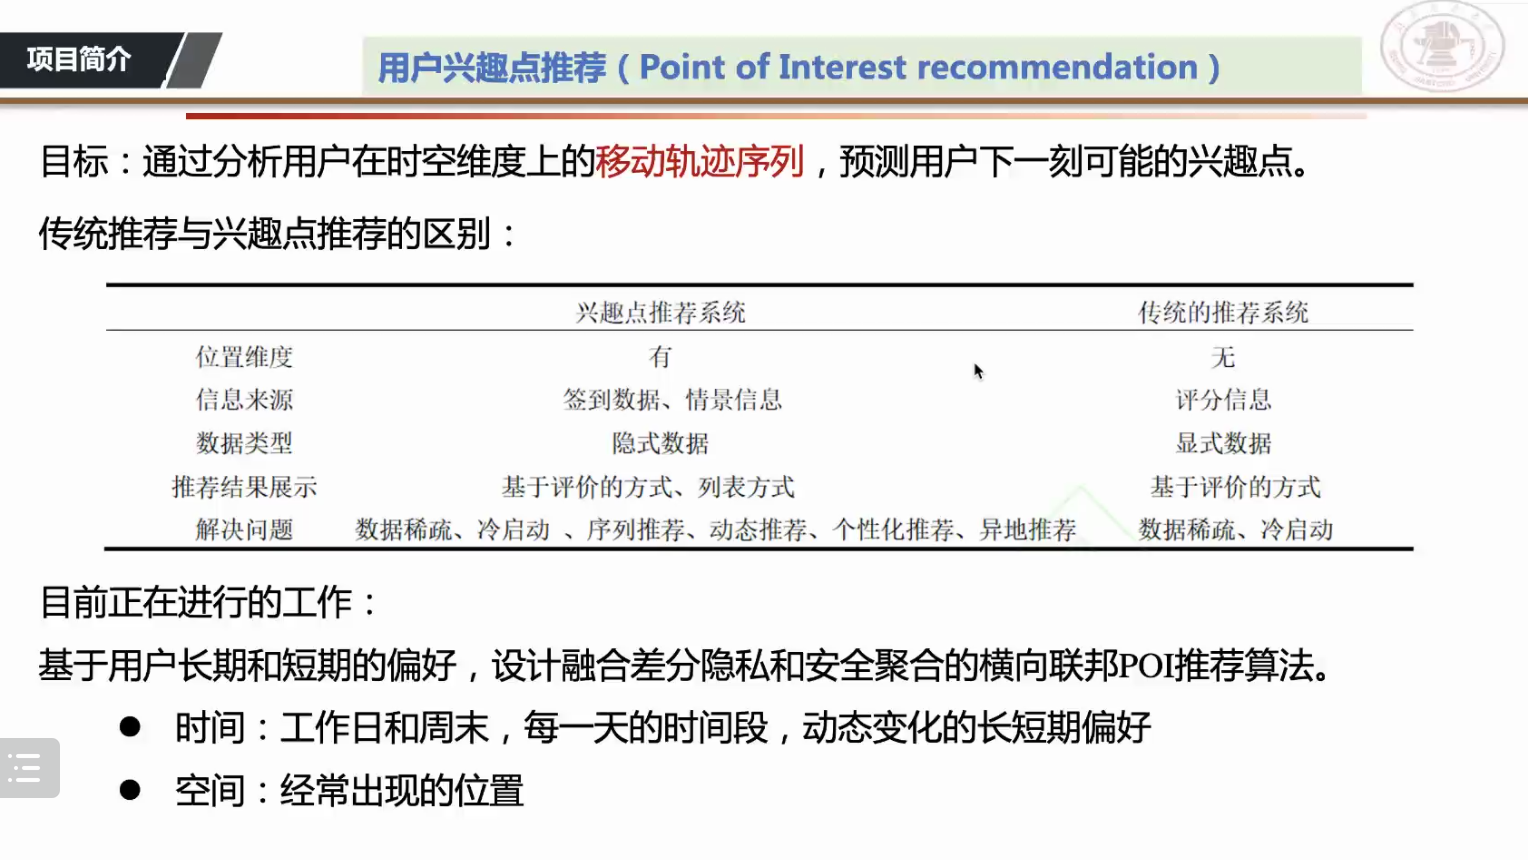 项目简介
用户兴趣点推荐（Point of Interest recommendation）
目标：通过分析用户在时空维度上的移动轨迹序列，预测用户下一刻可能的兴趣点。
传统推荐与兴趣点推荐的区别：
兴趣点推荐系统 传统的推荐系统
位置维度 有 无
信息来源 签到数据、情景信息 评分信息
数据类型 隐式数据 显式数据
推荐结果展示 基于评价的方式、列表方式 基于评价的方式
解决问题 数据稀疏、冷启动 、序列推荐、动态推荐、个性化推荐、异地推荐 数据稀疏、冷启动
目前正在进行的工作：
基于用户长期和短期的偏好，设计融合差分隐私和安全聚合的横向联邦POI推荐算法。
● 时间：工作日和周末，每一天的时间段，动态变化的长短期偏好
● 空间：经常出现的位置